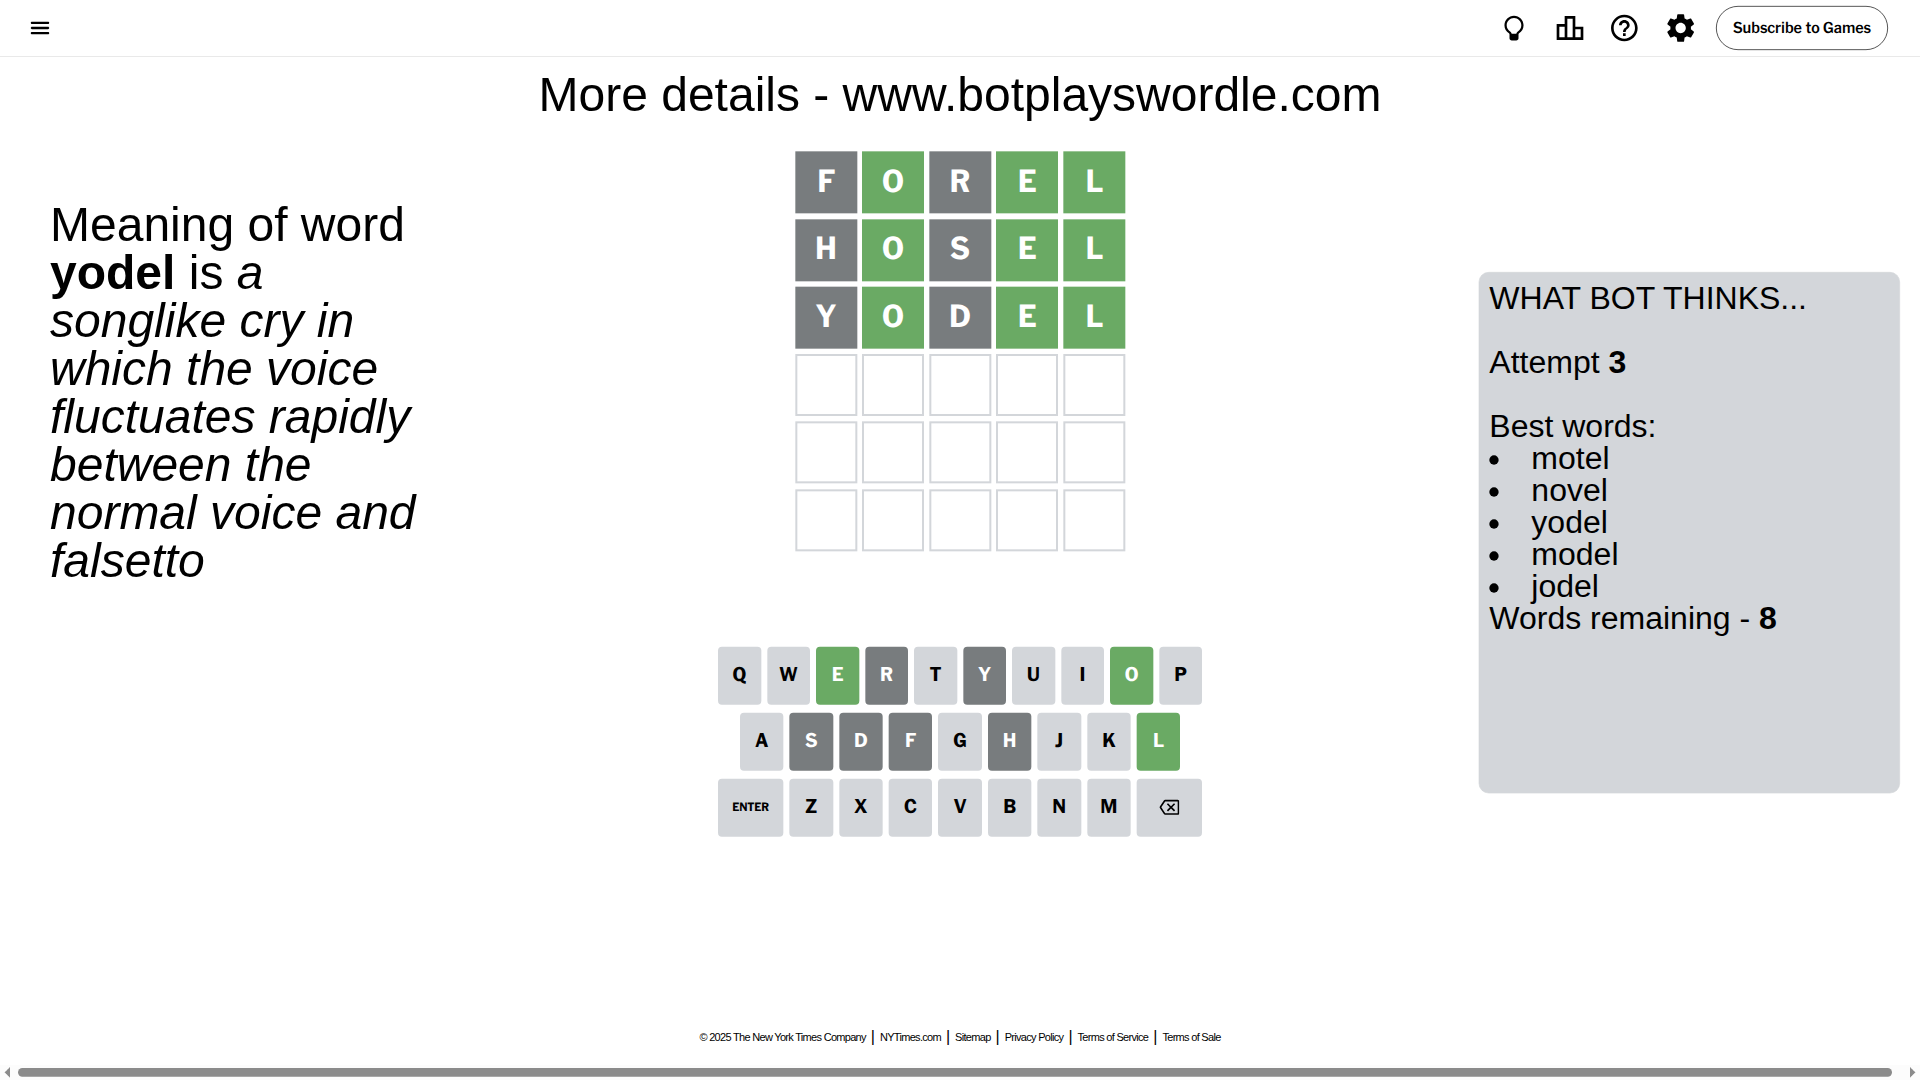 Subscribe to Games
More details - www.botplayswordle.com
Meaning of word
yodel is a
songlike cry in
which the voice
fluctuates rapidly
between the
normal voice and
falsetto
F O R E L
H O S E L
Y O D E L
WHAT BOT THINKS...
Attempt 3
Best words:
• motel
• novel
• yodel
• model
• jodel
Words remaining - 8
Q W E R T Y U I O P
A S D F G H J K L
ENTER Z X C V B N M
© 2025 The New York Times Company | NYTimes.com | Sitemap | Privacy Policy | Terms of Service | Terms of Sale